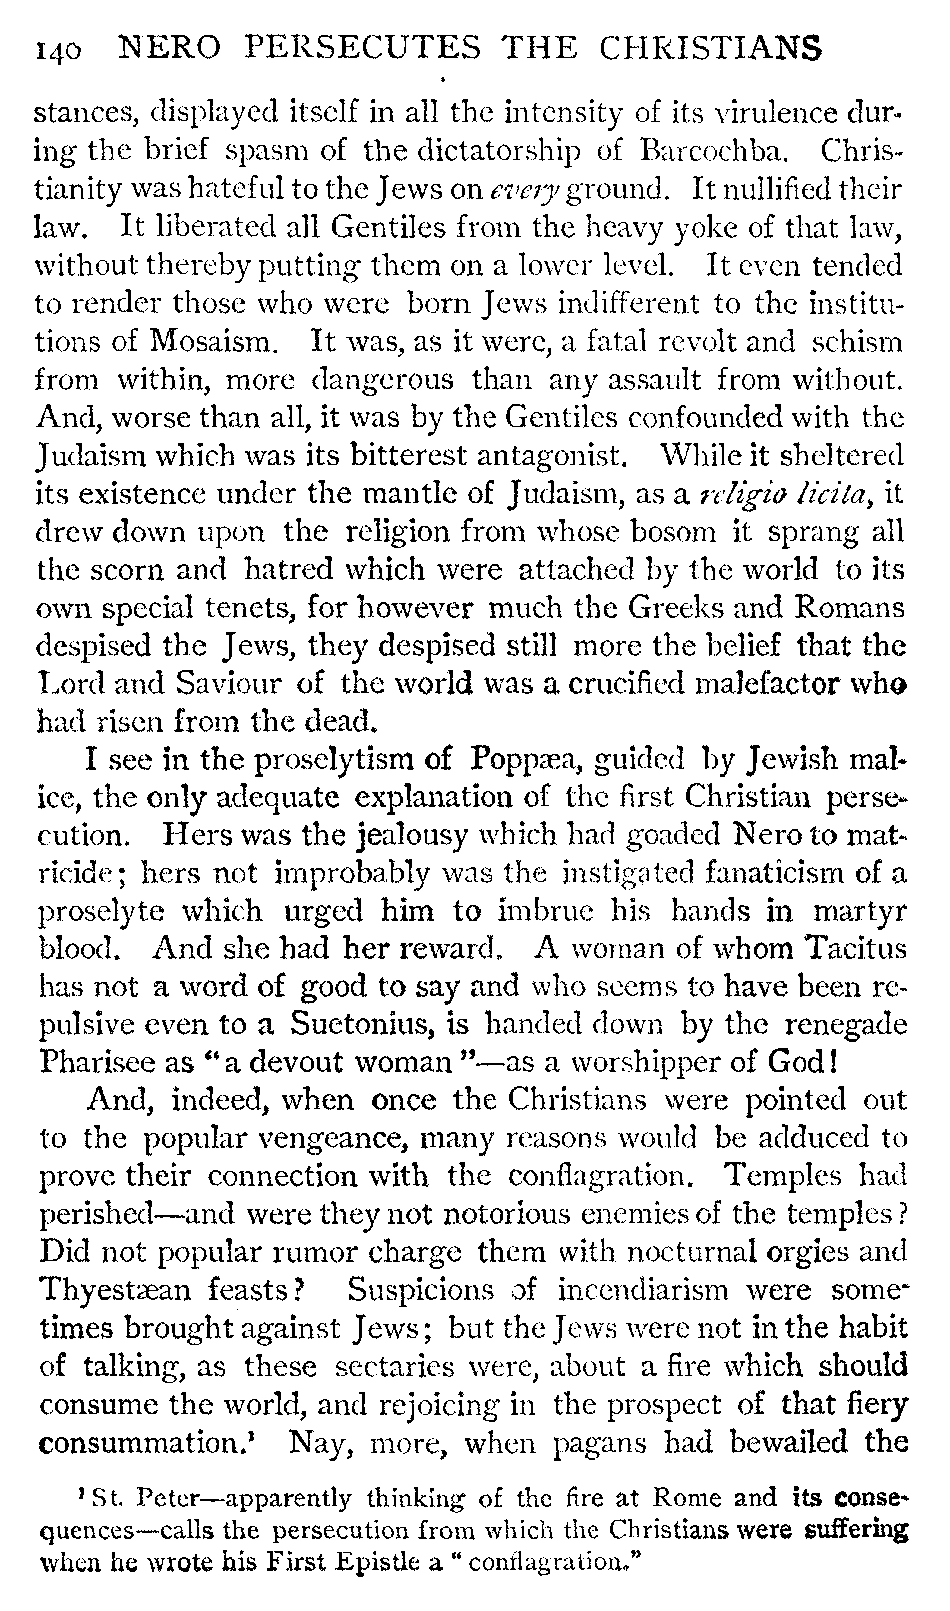 140 NERO PERSECUTES THE CHRISTIANS
stances, displayed itself in all the intensity of its virulence dur-
ing the brief spasm of the dictatorship of Barcochba. Chris-
tianity was hateful to the Jews on every ground. It nullified their
law. It liberated all Gentiles from the heavy yoke of that law,
without thereby putting them on a lower level. It even tended
to render those who were born Jews indifferent to the institu-
tions of Mosaism. It was, as it were, a fatal revolt and schism
from within, more dangerous than any assault from without.
And, worse than all, it was by the Gentiles confounded with the
Judaism which was its bitterest antagonist. While it sheltered
its existence under the mantle of Judaism, as a religio licita, it
drew down upon the religion from whose bosom it sprang all
the scorn and hatred which were attached by the world to its
own special tenets, for however much the Greeks and Romans
despised the Jews, they despised still more the belief that the
Lord and Saviour of the world was a crucified malefactor who
had risen from the dead.
I see in the proselytism of Poppæa, guided by Jewish mal-
ice, the only adequate explanation of the first Christian perse-
cution. Hers was the jealousy which had goaded Nero to mat-
ricide; hers not improbably was the instigated fanaticism of a
proselyte which urged him to imbrue his hands in martyr
blood. And she had her reward. A woman of whom Tacitus
has not a word of good to say and who seems to have been re-
pulsive even to a Suetonius, is handed down by the renegade
Pharisee as “a devout woman”—as a worshipper of God!
And, indeed, when once the Christians were pointed out
to the popular vengeance, many reasons would be adduced to
prove their connection with the conflagration. Temples had
perished—and were they not notorious enemies of the temples?
Did not popular rumor charge them with nocturnal orgies and
Thyestæan feasts? Suspicions of incendiarism were some-
times brought against Jews; but the Jews were not in the habit
of talking, as these sectaries were, about a fire which should
consume the world, and rejoicing in the prospect of that fiery
consummation.¹ Nay, more, when pagans had bewailed the
¹ St. Peter—apparently thinking of the fire at Rome and its conse-
quences—calls the persecution from which the Christians were suffering
when he wrote his First Epistle a “conflagration.”